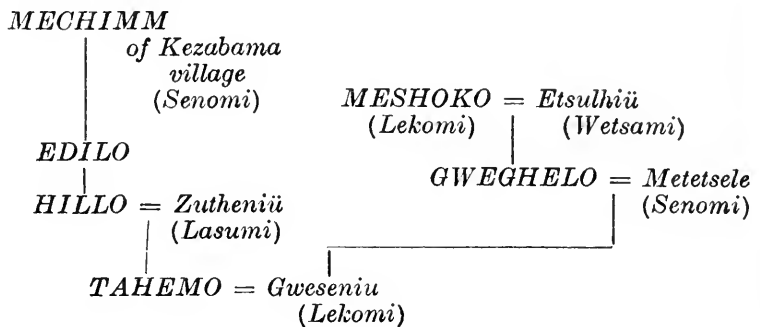 MECHIMM
of Kezabama
village
(Senomi)
MESHOKO = Etsulhiü
(Lekomi) (Wetsami)
EDILO
GWEGHELO = Metetsele
(Senomi)
HILLO = Zutheniü
(Lasumi)
TAHEMO = Gweseniu
(Lekomi)